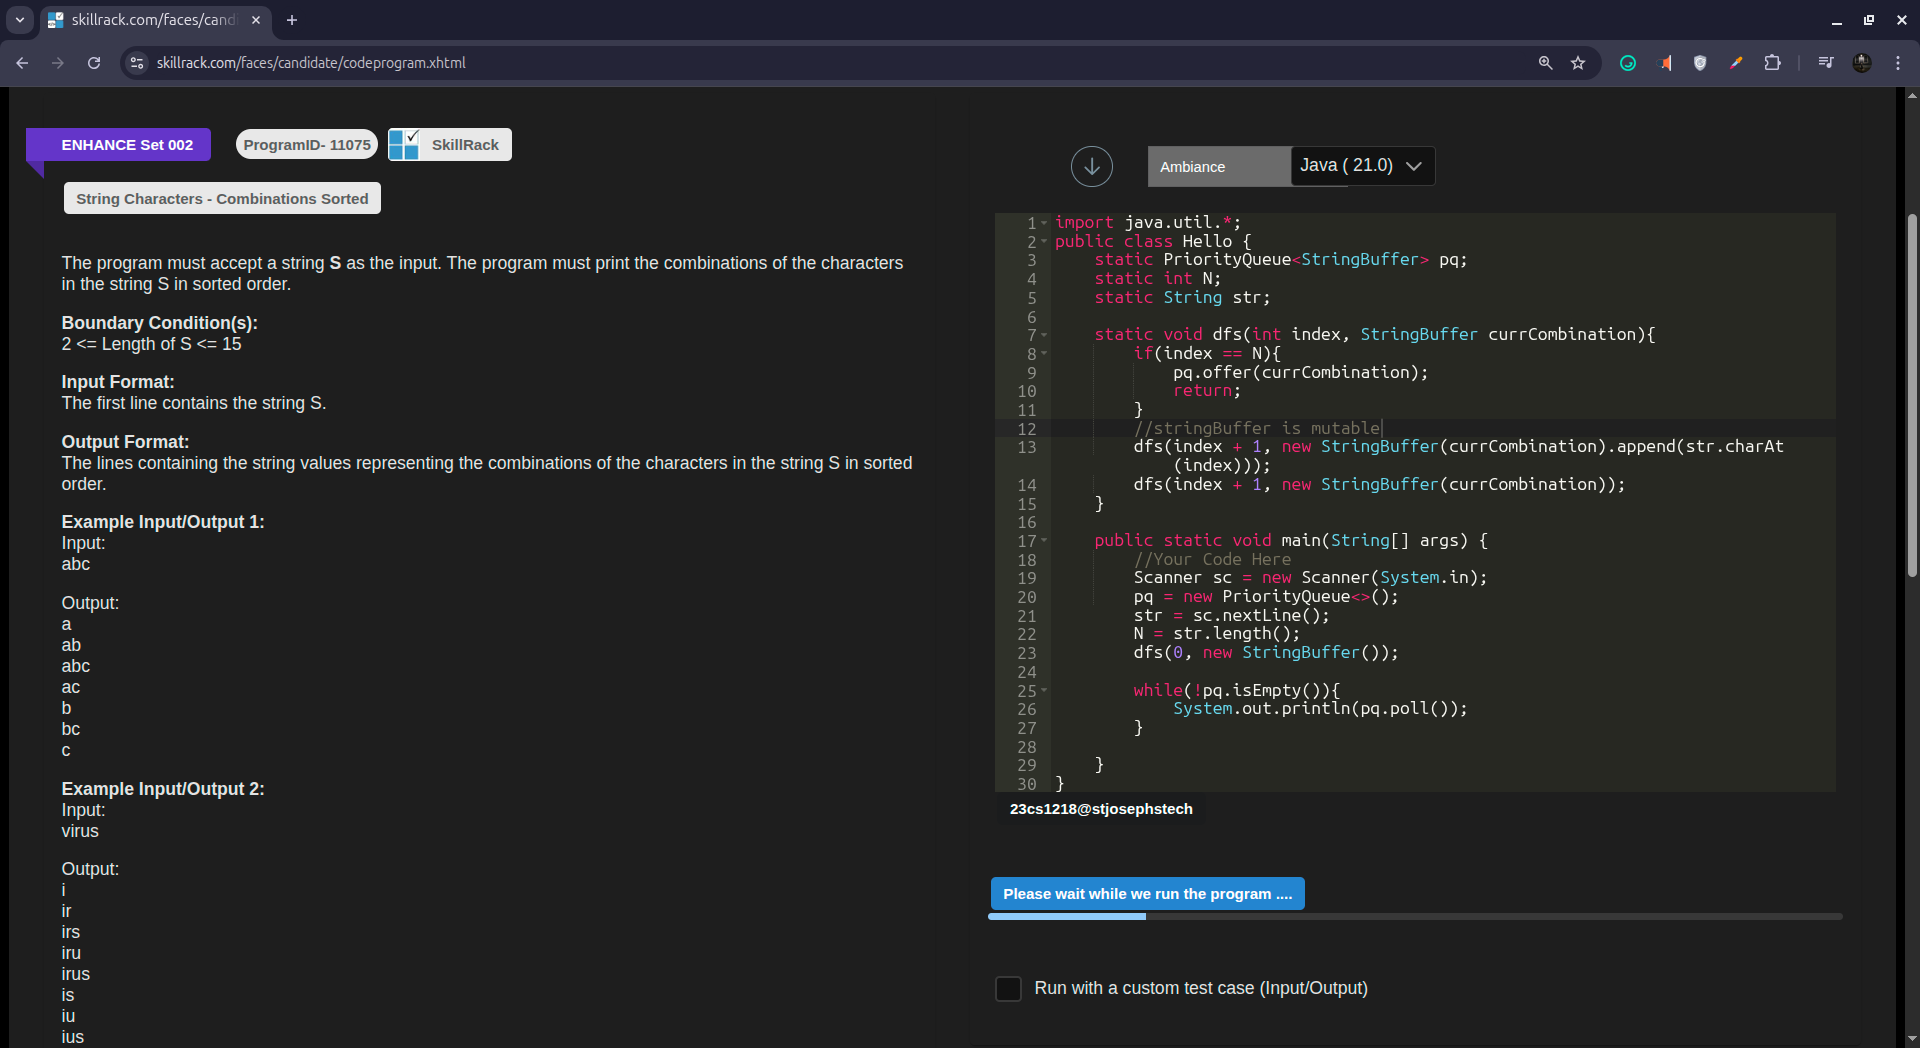 skillrack.com/faces/cand
skillrack.com/faces/candidate/codeprogram.xhtml
ENHANCE Set 002
ProgramID- 11075
SkillRack
String Characters - Combinations Sorted
The program must accept a string S as the input. The program must print the combinations of the characters
in the string S in sorted order.
Boundary Condition(s):
2 <= Length of S <= 15
Input Format:
The first line contains the string S.
Output Format:
The lines containing the string values representing the combinations of the characters in the string S in sorted
order.
Example Input/Output 1:
Input:
abc
Output:
a
ab
abc
ac
b
bc
c
Example Input/Output 2:
Input:
virus
Output:
i
ir
irs
iru
irus
is
iu
ius
Ambiance
Java ( 21.0)
1 import java.util.*;
2 public class Hello {
3     static PriorityQueue<StringBuffer> pq;
4     static int N;
5     static String str;
6
7     static void dfs(int index, StringBuffer currCombination){
8         if(index == N){
9             pq.offer(currCombination);
10             return;
11         }
12         //stringBuffer is mutable
13         dfs(index + 1, new StringBuffer(currCombination).append(str.charAt
            (index)));
14         dfs(index + 1, new StringBuffer(currCombination));
15     }
16
17     public static void main(String[] args) {
18         //Your Code Here
19         Scanner sc = new Scanner(System.in);
20         pq = new PriorityQueue<>();
21         str = sc.nextLine();
22         N = str.length();
23         dfs(0, new StringBuffer());
24
25         while(!pq.isEmpty()){
26             System.out.println(pq.poll());
27         }
28
29     }
30 }
23cs1218@stjosephstech
Please wait while we run the program ....
Run with a custom test case (Input/Output)